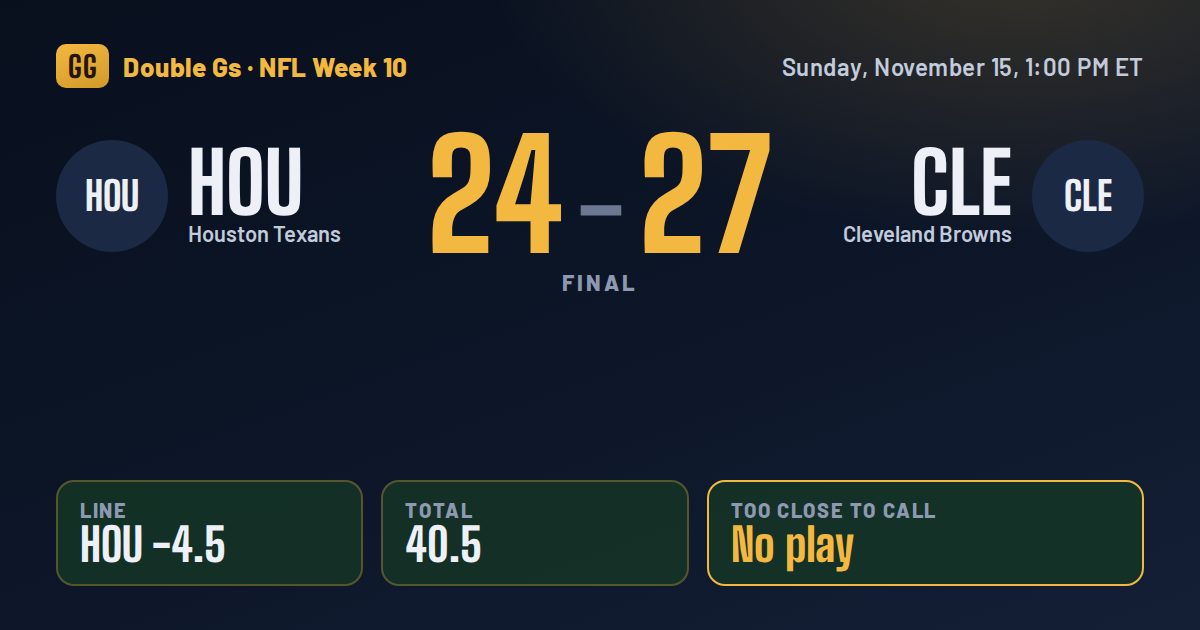 GG Double Gs · NFL Week 10
Sunday, November 15, 1:00 PM ET
HOU
HOU
Houston Texans
24 – 27
FINAL
CLE
Cleveland Browns
CLE
LINE
HOU −4.5
TOTAL
40.5
TOO CLOSE TO CALL
No play